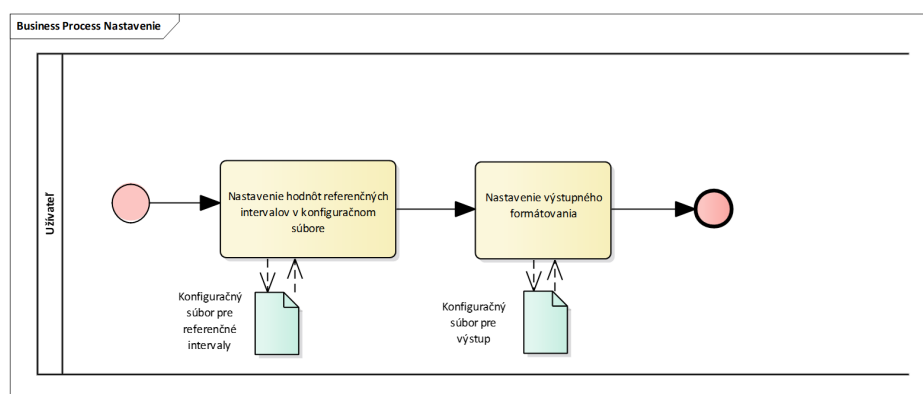 Business Process Nastavenie
Užívateľ
Nastavenie hodnôt referenčných
intervalov v konfiguračnom
súbore
Nastavenie výstupného
formátovania
Konfiguračný
súbor pre
referenčné
intervaly
Konfiguračný
súbor pre
výstup